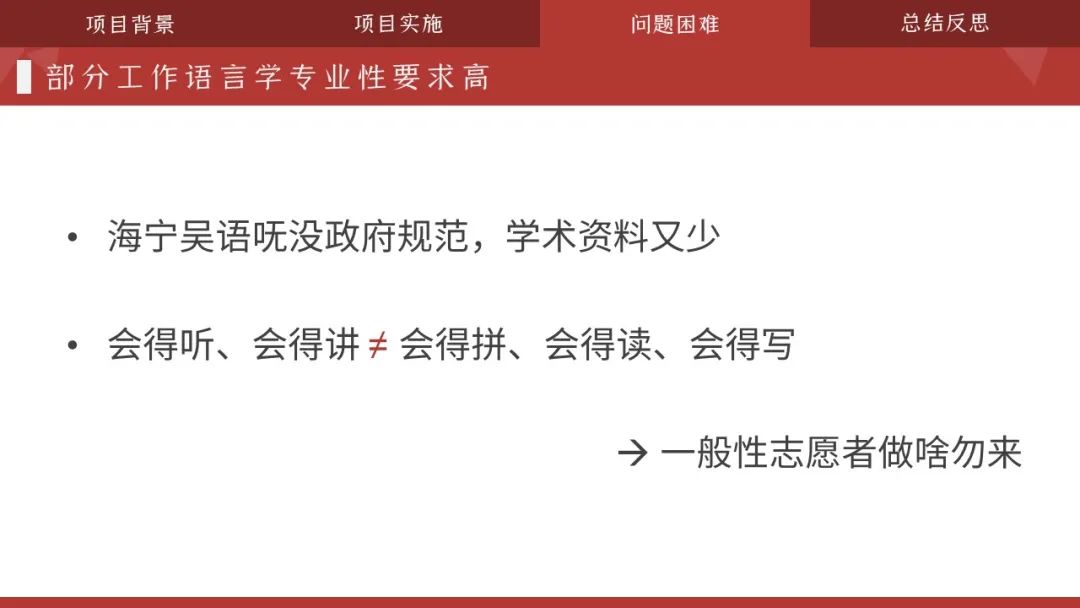 项目背景
项目实施
问题困难
总结反思
部分工作语言学专业性要求高
• 海宁吴语呒没政府规范，学术资料又少
• 会得听、会得讲 ≠ 会得拼、会得读、会得写
→ 一般性志愿者做啥勿来